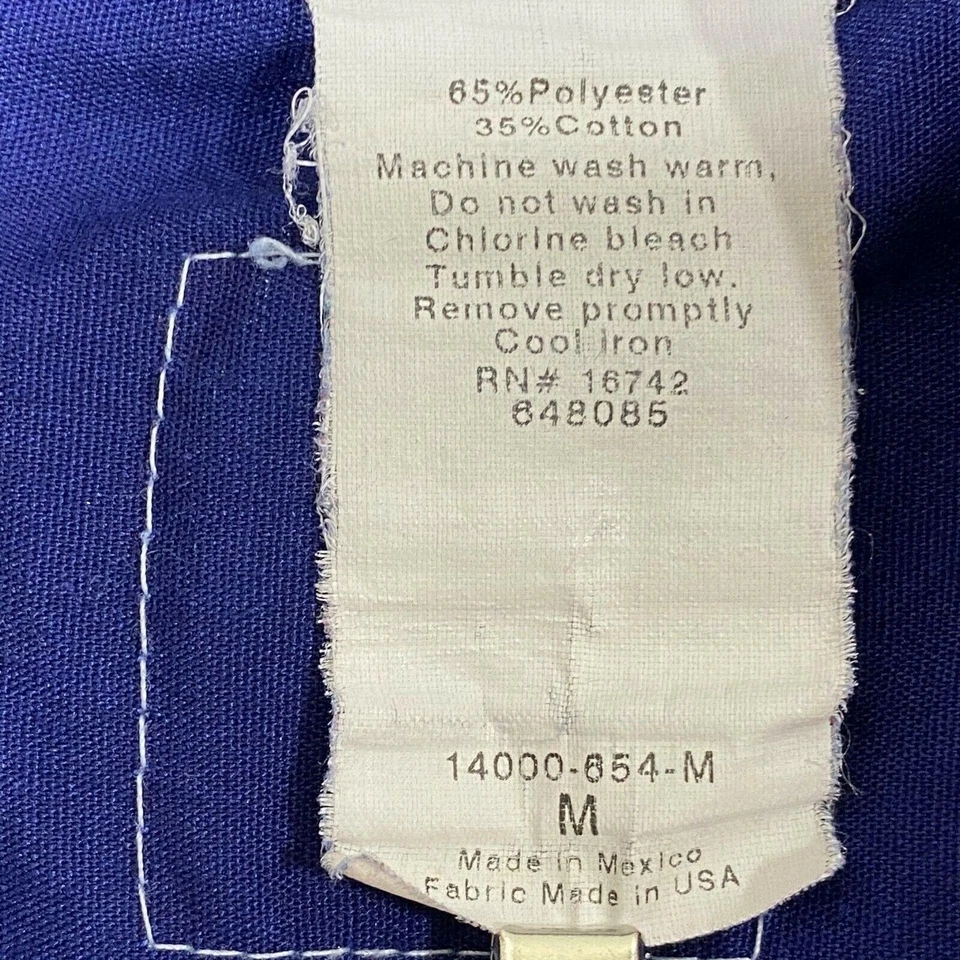 65%Polyester
35%Cotton
Machine wash warm,
Do not wash in
Chlorine bleach
Tumble dry low.
Remove promptly
Cool iron
RN# 16742
648085
14000-654-M
M
Made in Mexico
Fabric Made in USA